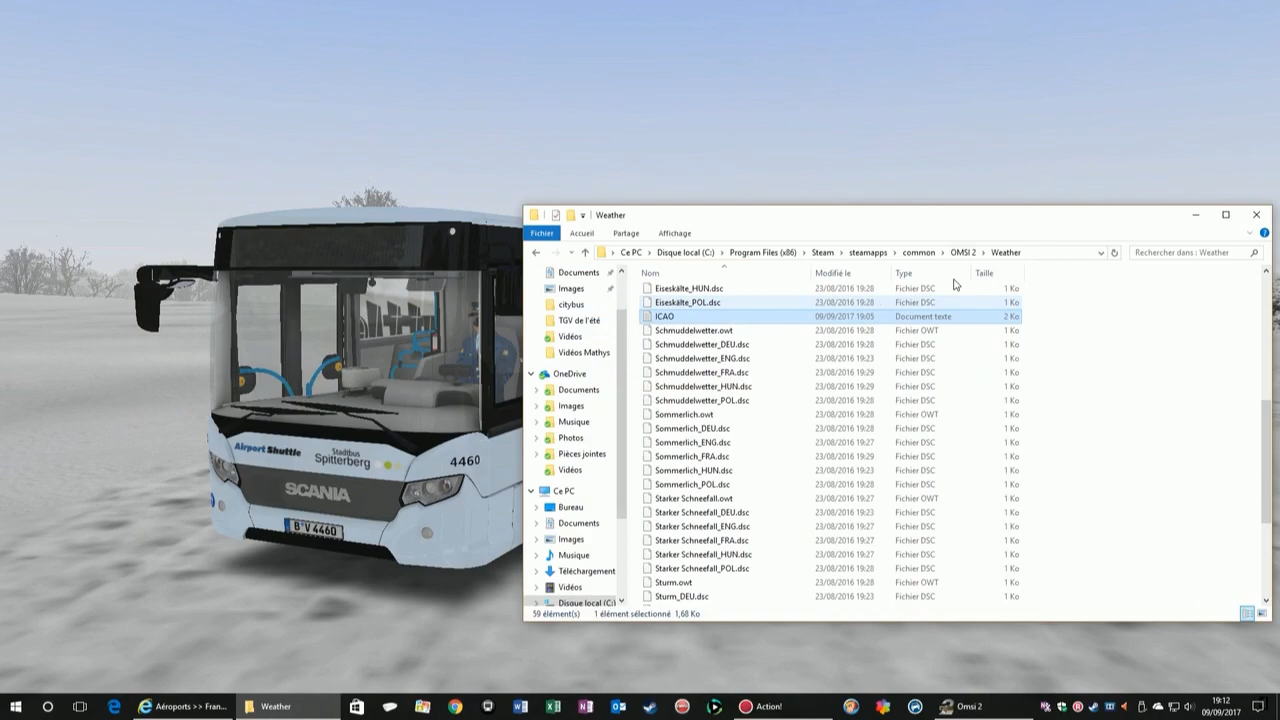 Weather
Fichier Accueil Partage Affichage
Ce PC Disque local (C:) Program Files (x86) Steam steamapps common OMSI 2 Weather
Rechercher dans : Weather
Documents
Images
citybus
TGV de l'été
Vidéos
Vidéos Mathys
OneDrive
Documents
Images
Musique
Photos
Pièces jointes
Vidéos
Ce PC
Bureau
Documents
Images
Musique
Téléchargement
Vidéos
Disque local (C:)
Nom Modifié le Type Taille
Eiseskälte_HUN.dsc 23/08/2016 19:28 Fichier DSC 1 Ko
Eiseskälte_POL.dsc 23/08/2016 19:28 Fichier DSC 1 Ko
ICAO 09/09/2017 19:05 Document texte 2 Ko
Schmuddelwetter.owt 23/08/2016 19:28 Fichier OWT 1 Ko
Schmuddelwetter_DEU.dsc 23/08/2016 19:28 Fichier DSC 1 Ko
Schmuddelwetter_ENG.dsc 23/08/2016 19:23 Fichier DSC 1 Ko
Schmuddelwetter_FRA.dsc 23/08/2016 19:29 Fichier DSC 1 Ko
Schmuddelwetter_HUN.dsc 23/08/2016 19:29 Fichier DSC 1 Ko
Schmuddelwetter_POL.dsc 23/08/2016 19:28 Fichier DSC 1 Ko
Sommerlich.owt 23/08/2016 19:28 Fichier OWT 1 Ko
Sommerlich_DEU.dsc 23/08/2016 19:28 Fichier DSC 1 Ko
Sommerlich_ENG.dsc 23/08/2016 19:27 Fichier DSC 1 Ko
Sommerlich_FRA.dsc 23/08/2016 19:29 Fichier DSC 1 Ko
Sommerlich_HUN.dsc 23/08/2016 19:23 Fichier DSC 1 Ko
Sommerlich_POL.dsc 23/08/2016 19:28 Fichier DSC 1 Ko
Starker Schneefall.owt 23/08/2016 19:27 Fichier OWT 1 Ko
Starker Schneefall_DEU.dsc 23/08/2016 19:28 Fichier DSC 1 Ko
Starker Schneefall_ENG.dsc 23/08/2016 19:27 Fichier DSC 1 Ko
Starker Schneefall_FRA.dsc 23/08/2016 19:27 Fichier DSC 1 Ko
Starker Schneefall_HUN.dsc 23/08/2016 19:27 Fichier DSC 1 Ko
Starker Schneefall_POL.dsc 23/08/2016 19:28 Fichier DSC 1 Ko
Sturm.owt 23/08/2016 19:28 Fichier OWT 1 Ko
Sturm_DEU.dsc 23/08/2016 19:23 Fichier DSC 1 Ko
59 élément(s) 1 élément sélectionné 1,68 Ko
Airport Shuttle
Stadtbus
Spitterberg
4460
SCANIA
B V 4460
Aéroports >> Fran...
Weather
Action!
Omsi 2
19:12
09/09/2017